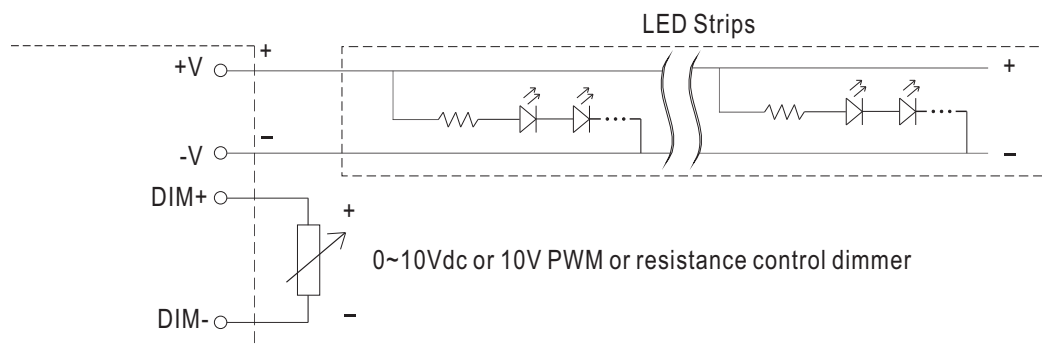 LED Strips
+
+V
+
−
-V
−
DIM+
+
0~10Vdc or 10V PWM or resistance control dimmer
DIM-
−